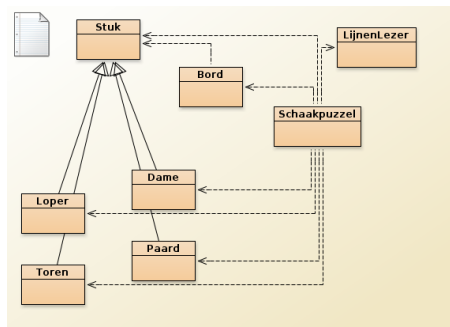 Stuk
LijnenLezer
Bord
Schaakpuzzel
Dame
Loper
Paard
Toren